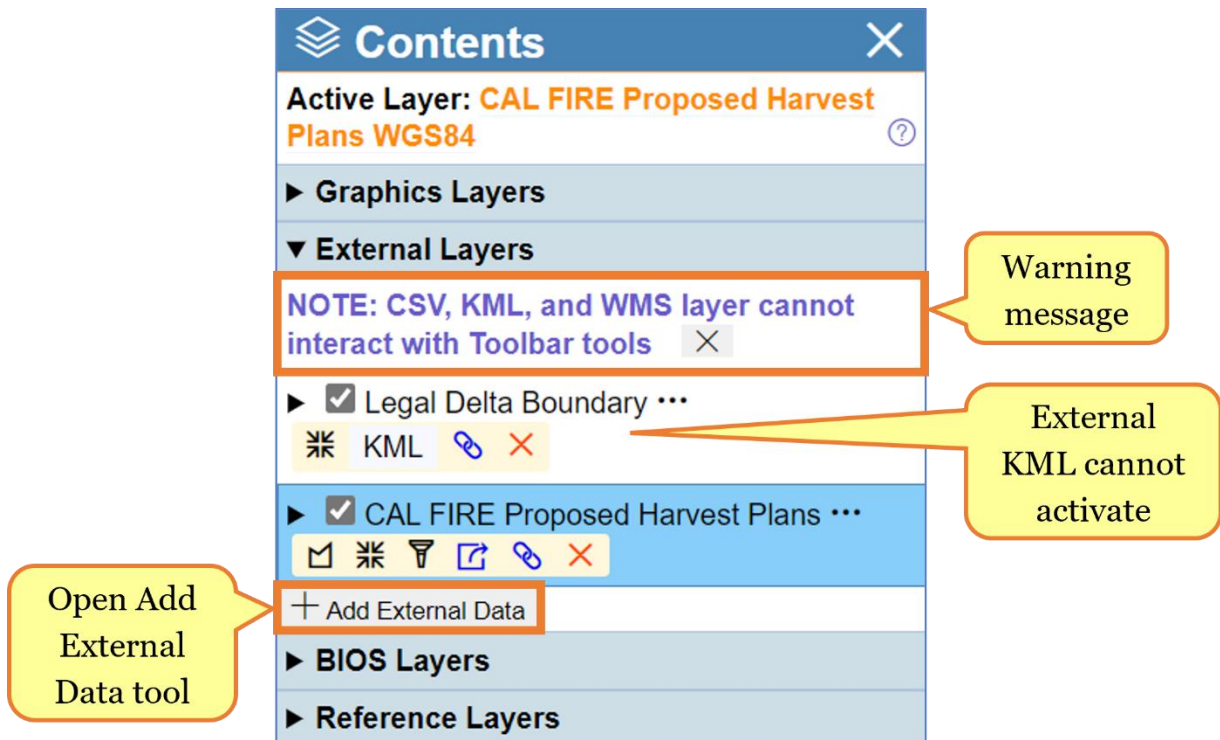 Contents
Active Layer: CAL FIRE Proposed Harvest
Plans WGS84
Graphics Layers
External Layers
NOTE: CSV, KML, and WMS layer cannot
interact with Toolbar tools
Warning
message
Legal Delta Boundary •••
KML
External
KML cannot
activate
CAL FIRE Proposed Harvest Plans •••
Open Add
External
Data tool
+ Add External Data
BIOS Layers
Reference Layers